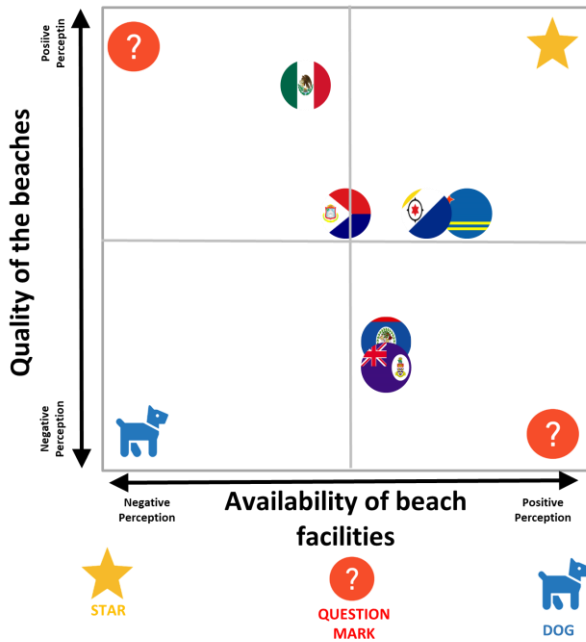 Posiive
Perceptin
?
Quality of the beaches
Negative
Perception
?
Negative
Perception
Availability of beach
facilities
Positive
Perception
STAR
?
QUESTION
MARK
DOG